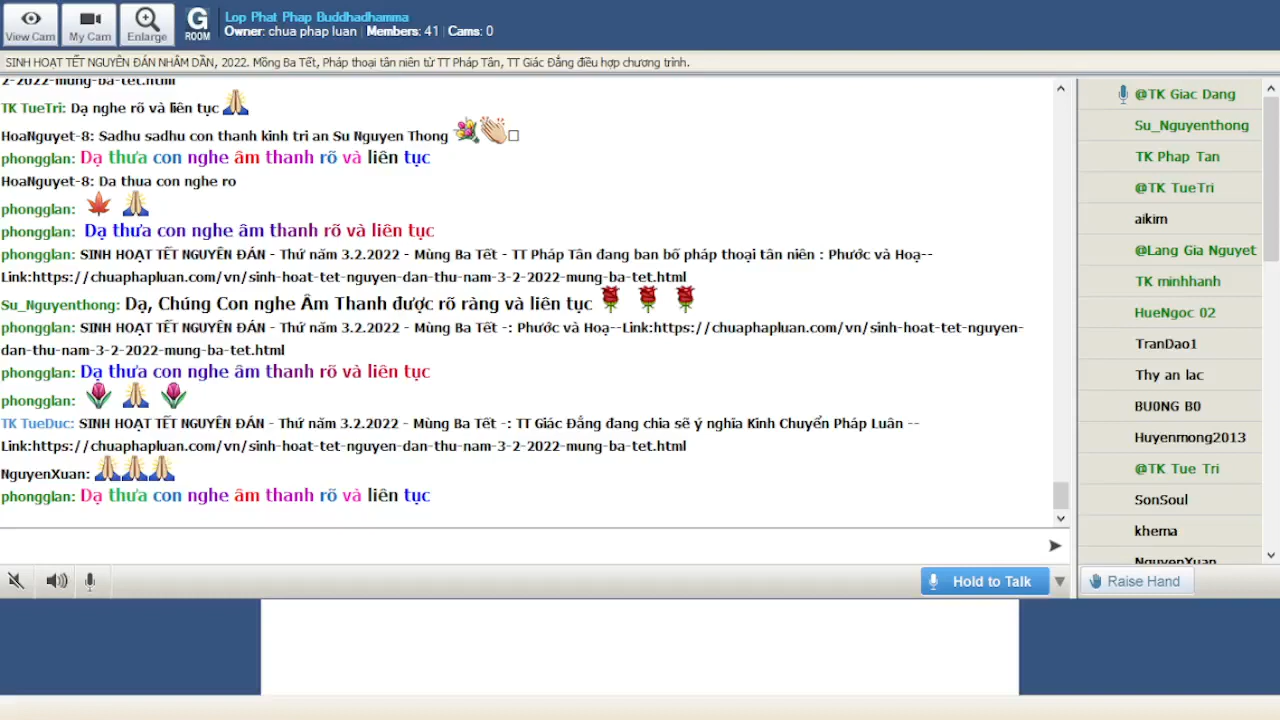 View Cam
My Cam
Enlarge
G
ROOM
Lop Phat Phap Buddhadhamma
Owner: chua phap luan | Members: 41 | Cams: 0
SINH HOẠT TẾT NGUYÊN ĐÁN NHÂM DẦN, 2022. Mồng Ba Tết, Pháp thoại tân niên từ TT Pháp Tân, TT Giác Đẳng điều hợp chương trình.
2-2022-mung-ba-tet.html
TK TueTri: Dạ nghe rõ và liên tục
HoaNguyet-8: Sadhu sadhu con thanh kinh tri an Su Nguyen Thong
phongglan: Dạ thưa con nghe âm thanh rõ và liên tục
HoaNguyet-8: Da thua con nghe ro
phongglan:
phongglan: Dạ thưa con nghe âm thanh rõ và liên tục
phongglan: SINH HOẠT TẾT NGUYÊN ĐÁN - Thứ năm 3.2.2022 - Mùng Ba Tết - TT Pháp Tân đang ban bố pháp thoại tân niên : Phước và Hoạ--
Link:https://chuaphapluan.com/vn/sinh-hoat-tet-nguyen-dan-thu-nam-3-2-2022-mung-ba-tet.html
Su_Nguyenthong: Dạ, Chúng Con nghe Âm Thanh được rõ ràng và liên tục
phongglan: SINH HOẠT TẾT NGUYÊN ĐÁN - Thứ năm 3.2.2022 - Mùng Ba Tết -: Phước và Hoạ--Link:https://chuaphapluan.com/vn/sinh-hoat-tet-nguyen-
dan-thu-nam-3-2-2022-mung-ba-tet.html
phongglan: Dạ thưa con nghe âm thanh rõ và liên tục
phongglan:
TK TueDuc: SINH HOẠT TẾT NGUYÊN ĐÁN - Thứ năm 3.2.2022 - Mùng Ba Tết -: TT Giác Đẳng đang chia sẽ ý nghĩa Kinh Chuyển Pháp Luân --
Link:https://chuaphapluan.com/vn/sinh-hoat-tet-nguyen-dan-thu-nam-3-2-2022-mung-ba-tet.html
NguyenXuan:
phongglan: Dạ thưa con nghe âm thanh rõ và liên tục
Hold to Talk
@TK Giac Dang
Su_Nguyenthong
TK Phap Tan
@TK TueTri
aikim
@Lang Gia Nguyet
TK minhhanh
HueNgoc 02
TranDao1
Thy an lac
BU0NG B0
Huyenmong2013
@TK Tue Tri
SonSoul
khema
NguyenXuan
Raise Hand